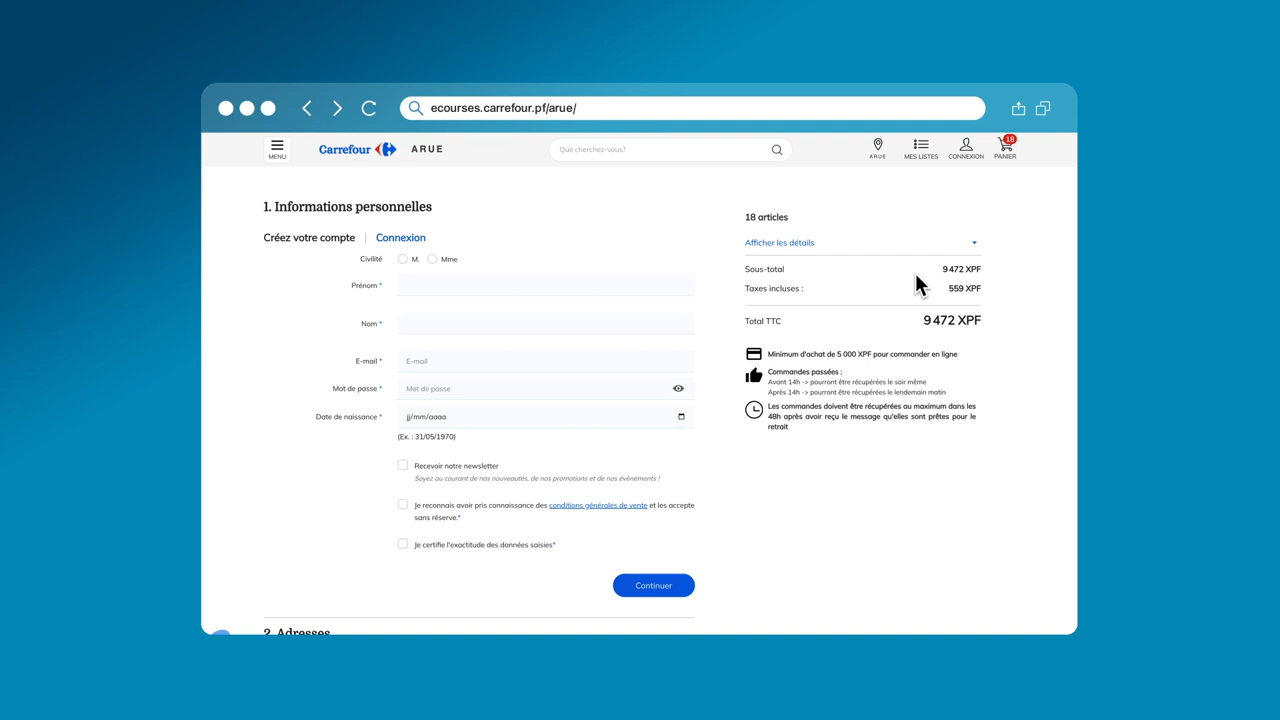 ecourses.carrefour.pf/arue/
MENU
Carrefour ARUE
Que cherchez-vous?
ARUE
MES LISTES
CONNEXION
18
PANIER
1. Informations personnelles
Créez votre compte | Connexion
Civilité M. Mme
Prénom *
Nom *
E-mail * E-mail
Mot de passe * Mot de passe
Date de naissance * jj/mm/aaaa
(Ex. : 31/05/1970)
Recevoir notre newsletter
Soyez au courant de nos nouveautés, de nos promotions et de nos évènements !
Je reconnais avoir pris connaissance des conditions générales de vente et les accepte
sans réserve.*
Je certifie l'exactitude des données saisies*
Continuer
2. Adresses
18 articles
Afficher les détails
Sous-total 9 472 XPF
Taxes incluses : 559 XPF
Total TTC 9 472 XPF
Minimum d'achat de 5 000 XPF pour commander en ligne
Commandes passées :
Avant 14h -> pourront être récupérées le soir même
Après 14h -> pourront être récupérées le lendemain matin
Les commandes doivent être récupérées au maximum dans les
48h après avoir reçu le message qu'elles sont prêtes pour le
retrait